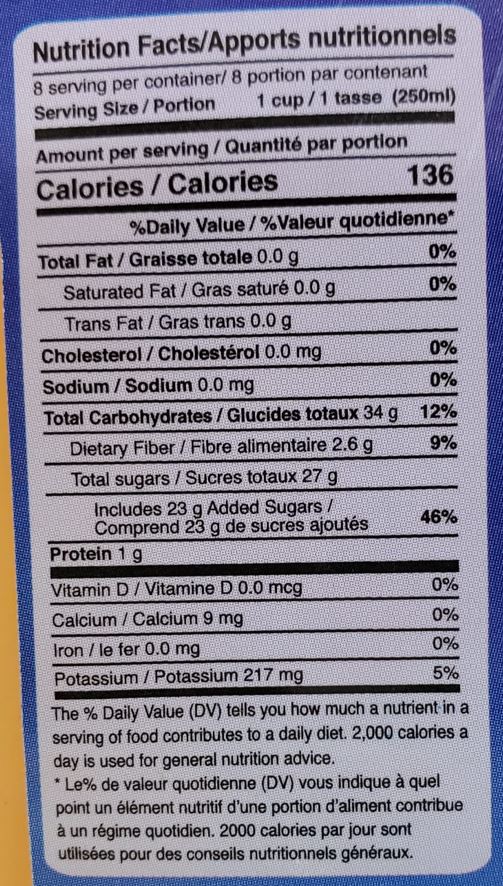 Nutrition Facts/Apports nutritionnels
8 serving per container/ 8 portion par contenant
Serving Size / Portion 1 cup / 1 tasse (250ml)
Amount per serving / Quantité par portion
Calories / Calories 136
%Daily Value / %Valeur quotidienne*
Total Fat / Graisse totale 0.0 g 0%
Saturated Fat / Gras saturé 0.0 g 0%
Trans Fat / Gras trans 0.0 g
Cholesterol / Cholestérol 0.0 mg 0%
Sodium / Sodium 0.0 mg 0%
Total Carbohydrates / Glucides totaux 34 g 12%
Dietary Fiber / Fibre alimentaire 2.6 g 9%
Total sugars / Sucres totaux 27 g
Includes 23 g Added Sugars /
Comprend 23 g de sucres ajoutés 46%
Protein 1 g
Vitamin D / Vitamine D 0.0 mcg 0%
Calcium / Calcium 9 mg 0%
Iron / le fer 0.0 mg 0%
Potassium / Potassium 217 mg 5%
The % Daily Value (DV) tells you how much a nutrient in a
serving of food contributes to a daily diet. 2,000 calories a
day is used for general nutrition advice.
* Le% de valeur quotidienne (DV) vous indique à quel
point un élément nutritif d'une portion d'aliment contribue
à un régime quotidien. 2000 calories par jour sont
utilisées pour des conseils nutritionnels généraux.